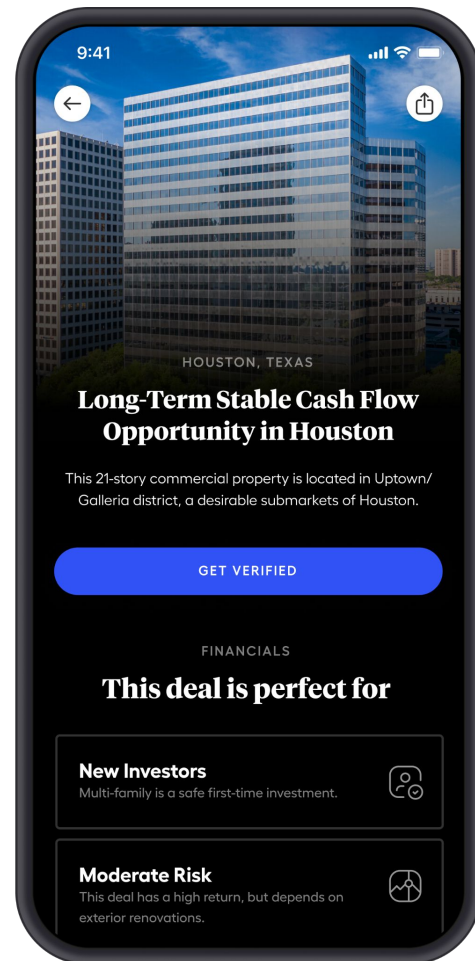 9:41
HOUSTON, TEXAS
Long-Term Stable Cash Flow
Opportunity in Houston
This 21-story commercial property is located in Uptown/
Galleria district, a desirable submarkets of Houston.
GET VERIFIED
FINANCIALS
This deal is perfect for
New Investors
Multi-family is a safe first-time investment.
Moderate Risk
This deal has a high return, but depends on
exterior renovations.